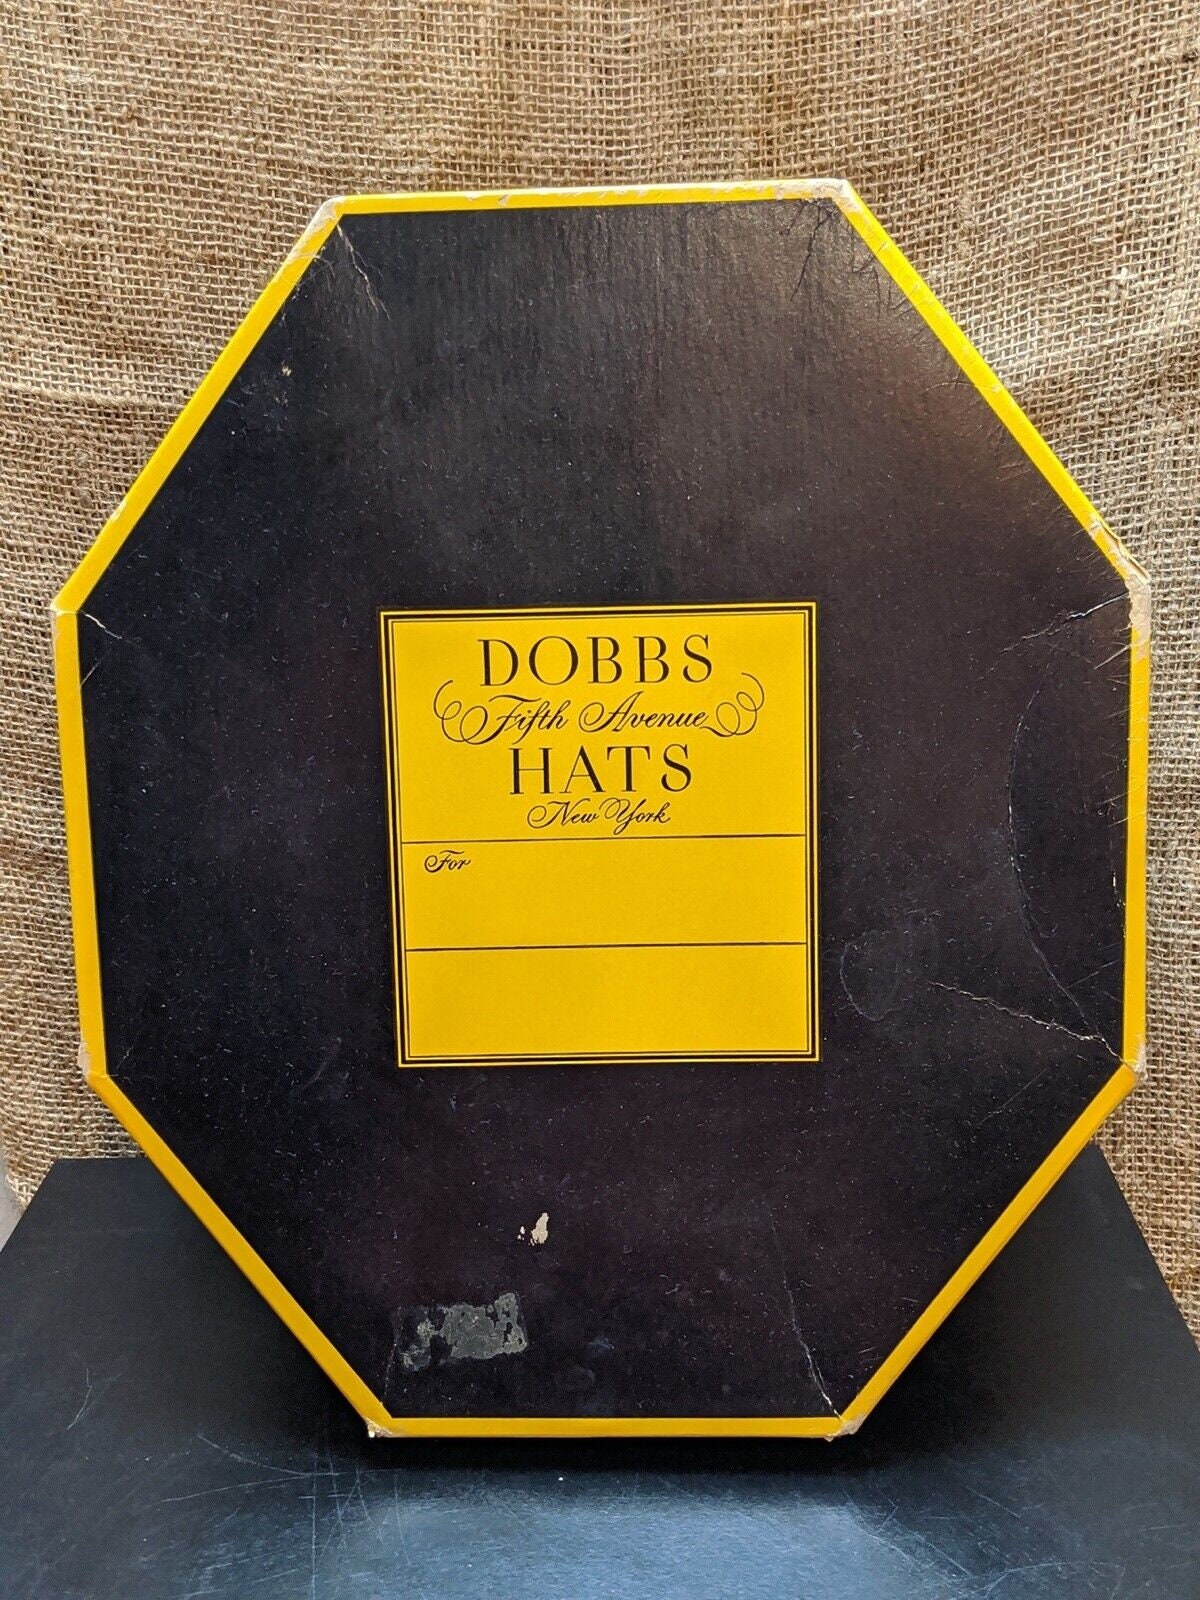 DOBBS
Fifth Avenue
HATS
New York
For